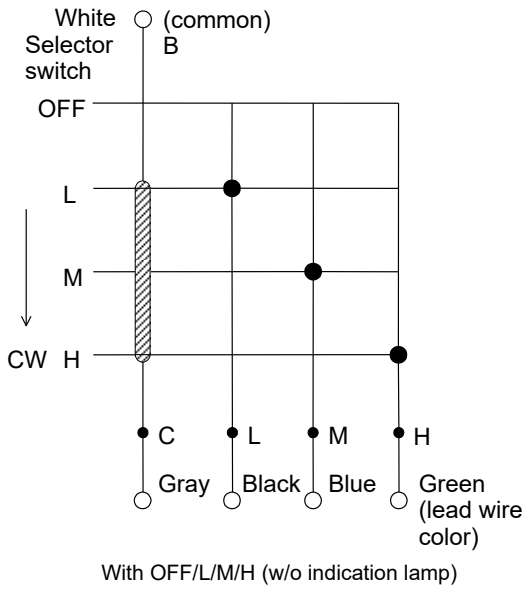 White (common)
Selector B
switch
OFF
L
M
CW H
C L M H
Gray Black Blue Green
(lead wire
color)
With OFF/L/M/H (w/o indication lamp)